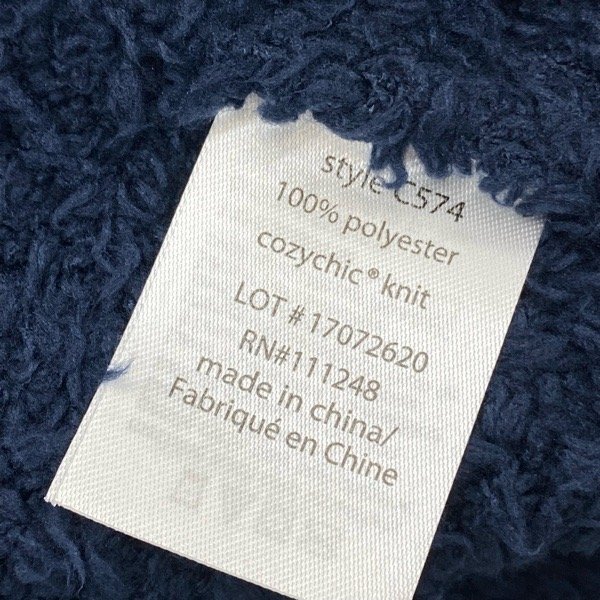 style C574
100% polyester
cozychic® knit
LOT # 17072620
RN#111248
made in china/
Fabriqué en Chine